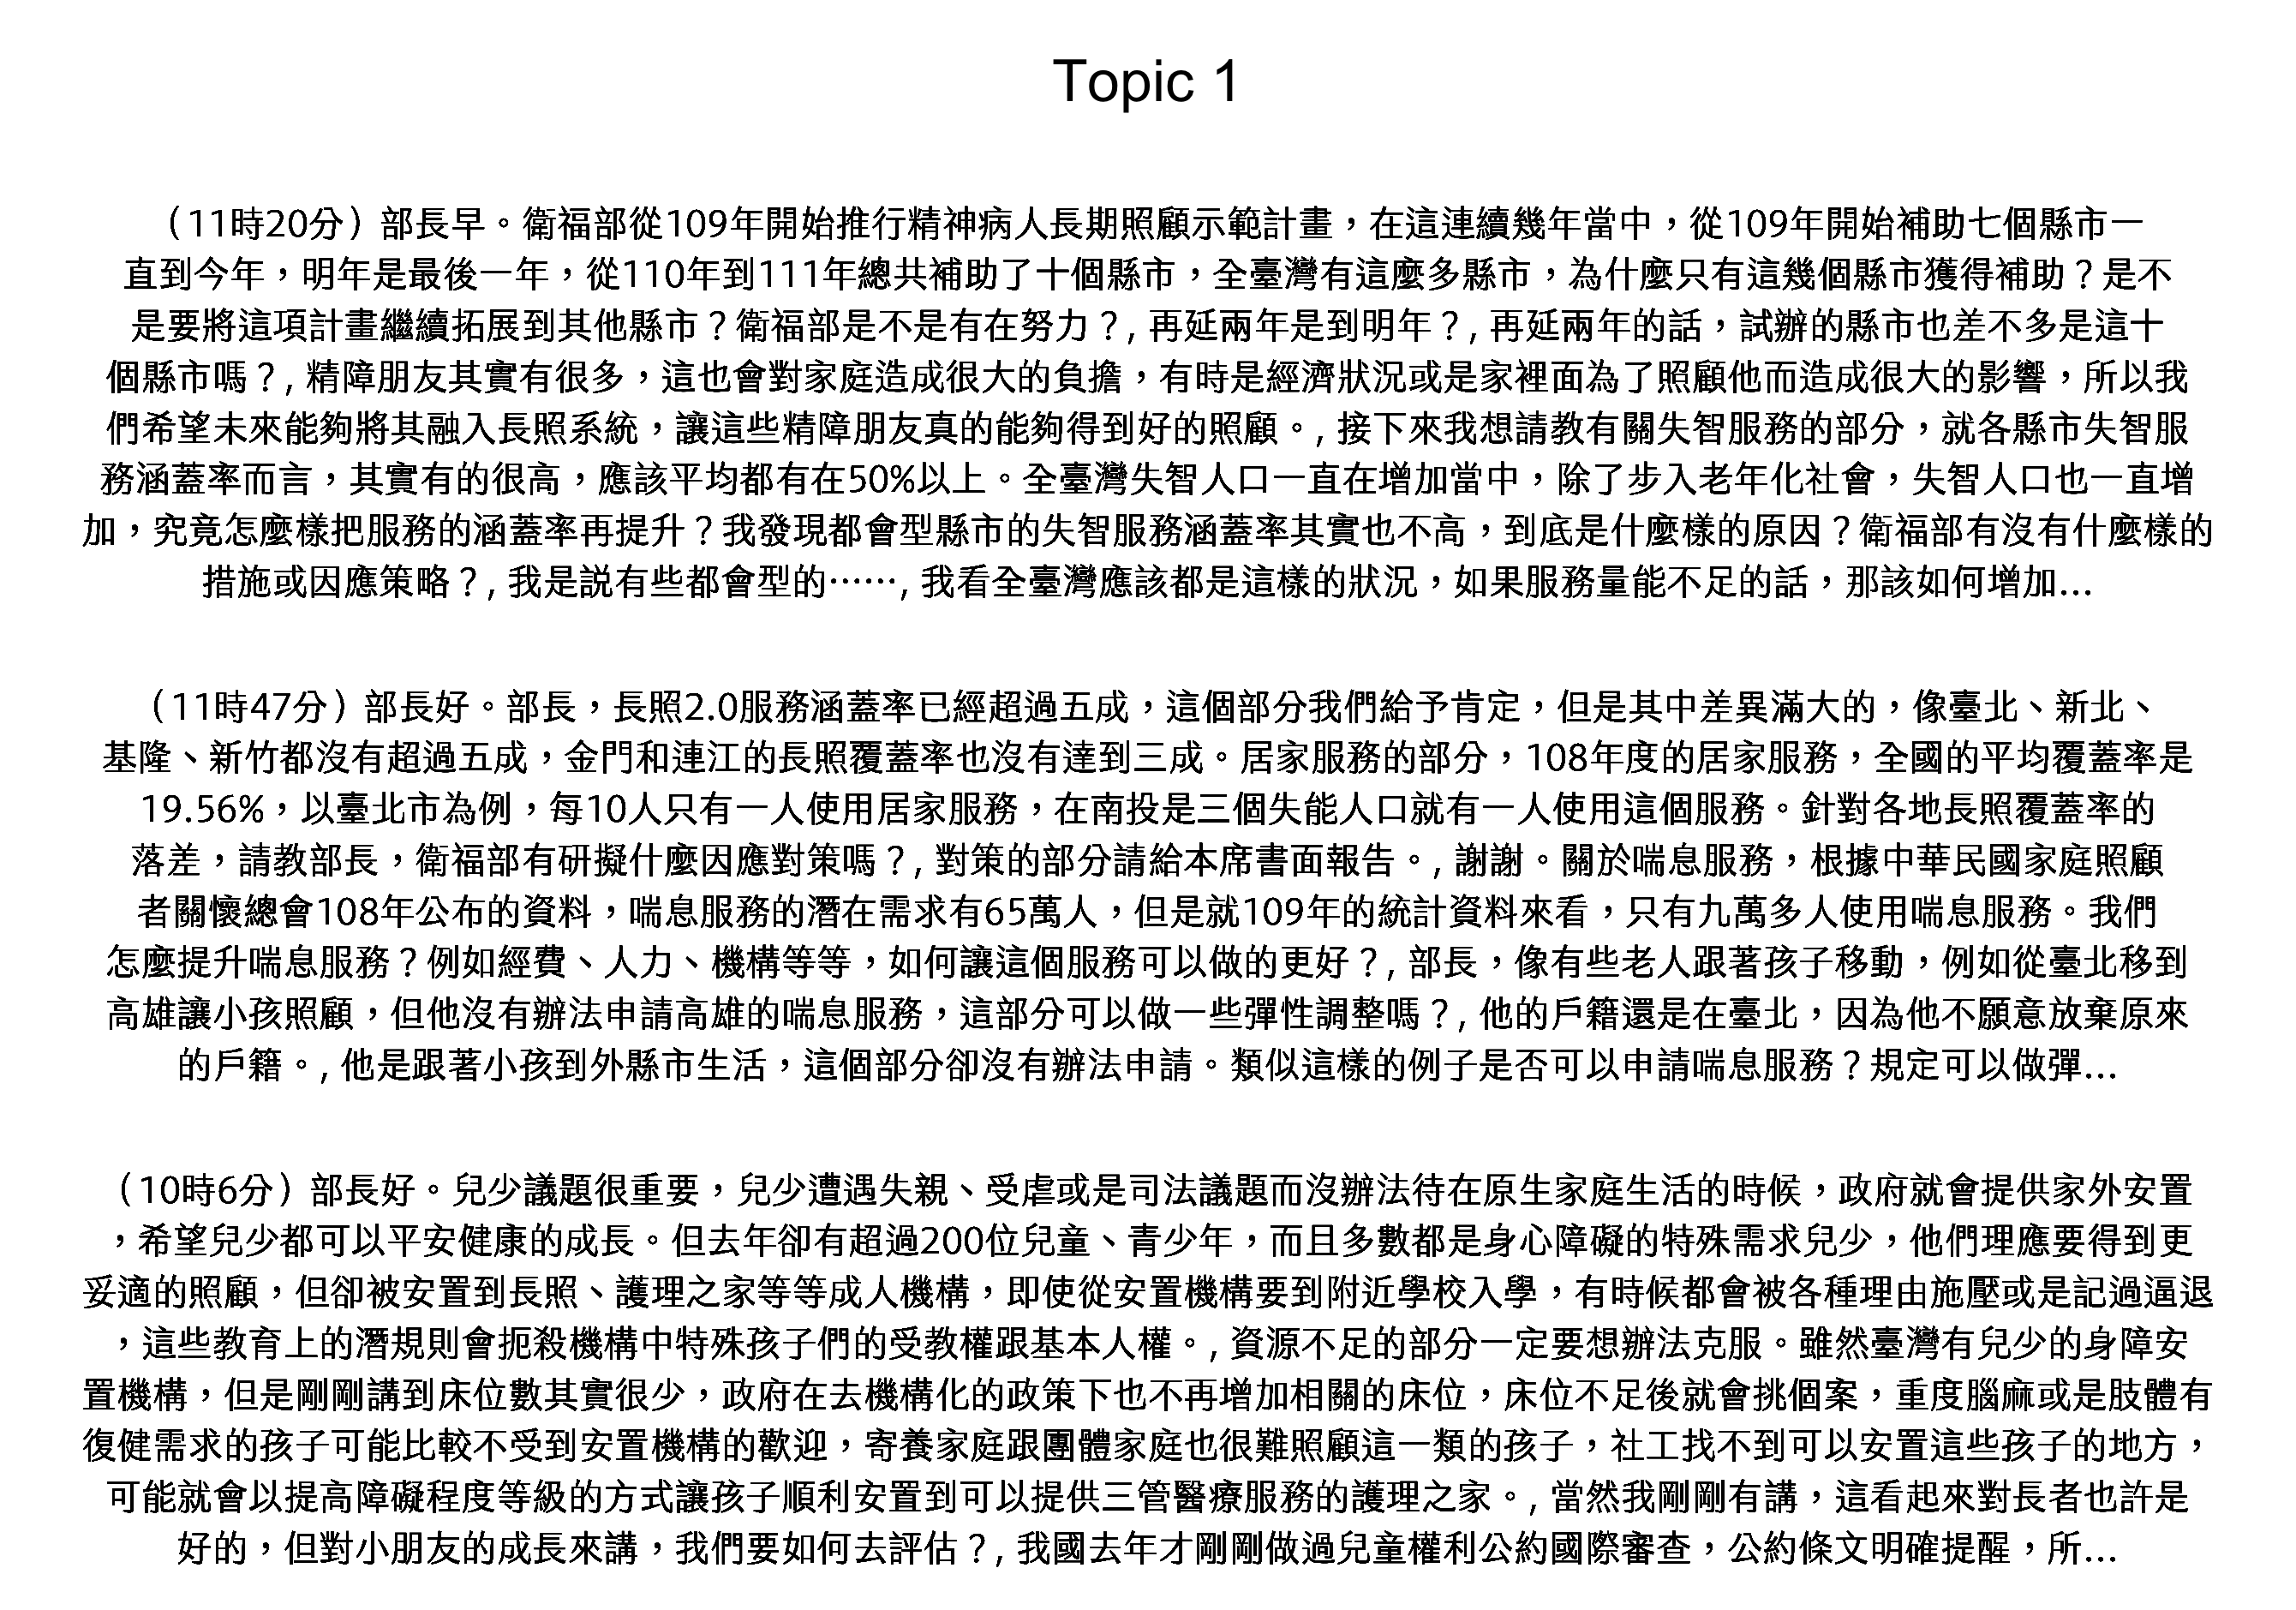 Topic 1
（11時20分）部長早。衛福部從109年開始推行精神病人長期照顧示範計畫，在這連續幾年當中，從109年開始補助七個縣市一
直到今年，明年是最後一年，從110年到111年總共補助了十個縣市，全臺灣有這麼多縣市，為什麼只有這幾個縣市獲得補助？是不
是要將這項計畫繼續拓展到其他縣市？衛福部是不是有在努力？, 再延兩年是到明年？, 再延兩年的話，試辦的縣市也差不多是這十
個縣市嗎？, 精障朋友其實有很多，這也會對家庭造成很大的負擔，有時是經濟狀況或是家裡面為了照顧他而造成很大的影響，所以我
們希望未來能夠將其融入長照系統，讓這些精障朋友真的能夠得到好的照顧。, 接下來我想請教有關失智服務的部分，就各縣市失智服
務涵蓋率而言，其實有的很高，應該平均都有在50%以上。全臺灣失智人口一直在增加當中，除了步入老年化社會，失智人口也一直增
加，究竟怎麼樣把服務的涵蓋率再提升？我發現都會型縣市的失智服務涵蓋率其實也不高，到底是什麼樣的原因？衛福部有沒有什麼樣的
措施或因應策略？, 我是説有些都會型的……, 我看全臺灣應該都是這樣的狀況，如果服務量能不足的話，那該如何增加...
（11時47分）部長好。部長，長照2.0服務涵蓋率已經超過五成，這個部分我們給予肯定，但是其中差異滿大的，像臺北、新北、
基隆、新竹都沒有超過五成，金門和連江的長照覆蓋率也沒有達到三成。居家服務的部分，108年度的居家服務，全國的平均覆蓋率是
19.56%，以臺北市為例，每10人只有一人使用居家服務，在南投是三個失能人口就有一人使用這個服務。針對各地長照覆蓋率的
落差，請教部長，衛福部有研擬什麼因應對策嗎？, 對策的部分請給本席書面報告。, 謝謝。關於喘息服務，根據中華民國家庭照顧
者關懷總會108年公布的資料，喘息服務的潛在需求有65萬人，但是就109年的統計資料來看，只有九萬多人使用喘息服務。我們
怎麼提升喘息服務？例如經費、人力、機構等等，如何讓這個服務可以做的更好？, 部長，像有些老人跟著孩子移動，例如從臺北移到
高雄讓小孩照顧，但他沒有辦法申請高雄的喘息服務，這部分可以做一些彈性調整嗎？, 他的戶籍還是在臺北，因為他不願意放棄原來
的戶籍。, 他是跟著小孩到外縣市生活，這個部分卻沒有辦法申請。類似這樣的例子是否可以申請喘息服務？規定可以做彈...
（10時6分）部長好。兒少議題很重要，兒少遭遇失親、受虐或是司法議題而沒辦法待在原生家庭生活的時候，政府就會提供家外安置
，希望兒少都可以平安健康的成長。但去年卻有超過200位兒童、青少年，而且多數都是身心障礙的特殊需求兒少，他們理應要得到更
妥適的照顧，但卻被安置到長照、護理之家等等成人機構，即使從安置機構要到附近學校入學，有時候都會被各種理由施壓或是記過逼退
，這些教育上的潛規則會扼殺機構中特殊孩子們的受教權跟基本人權。, 資源不足的部分一定要想辦法克服。雖然臺灣有兒少的身障安
置機構，但是剛剛講到床位數其實很少，政府在去機構化的政策下也不再增加相關的床位，床位不足後就會挑個案，重度腦麻或是肢體有
復健需求的孩子可能比較不受到安置機構的歡迎，寄養家庭跟團體家庭也很難照顧這一類的孩子，社工找不到可以安置這些孩子的地方，
可能就會以提高障礙程度等級的方式讓孩子順利安置到可以提供三管醫療服務的護理之家。, 當然我剛剛有講，這看起來對長者也許是
好的，但對小朋友的成長來講，我們要如何去評估？, 我國去年才剛剛做過兒童權利公約國際審查，公約條文明確提醒，所...